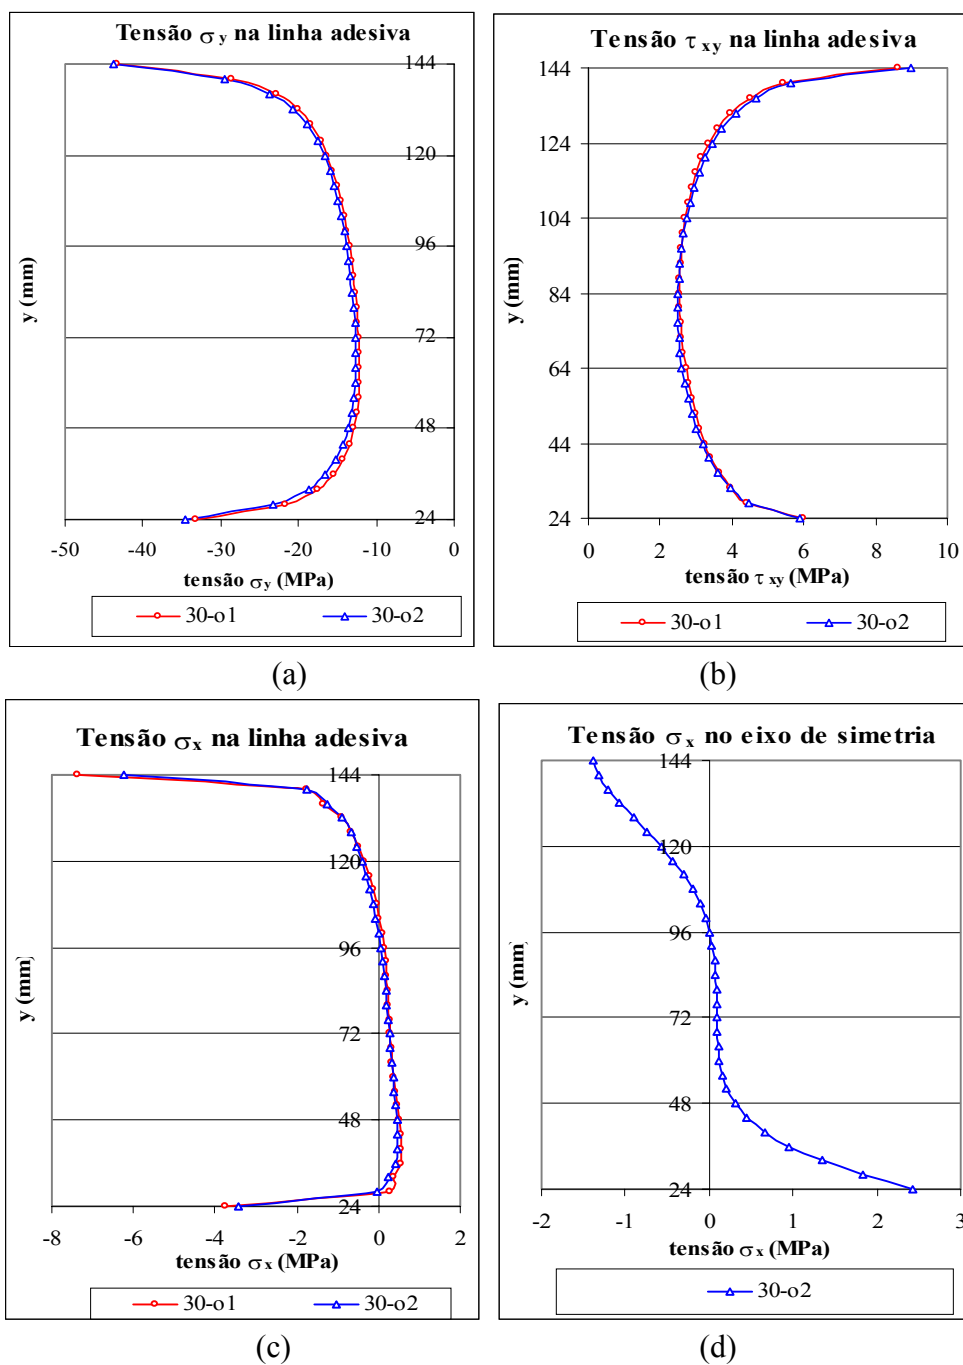 Tensão σy na linha adesiva
144
120
96
72
48
24
y (mm)
-50 -40 -30 -20 -10 0
tensão σy (MPa)
30-o1 30-o2
(a)
Tensão τxy na linha adesiva
144
124
104
84
64
44
24
y (mm)
0 2 4 6 8 10
tensão τxy (MPa)
30-o1 30-o2
(b)
Tensão σx na linha adesiva
144
120
96
72
48
24
y (mm)
-8 -6 -4 -2 0 2
tensão σx (MPa)
30-o1 30-o2
(c)
Tensão σx no eixo de simetria
144
120
96
72
48
24
y (mm)
-2 -1 0 1 2 3
tensão σx (MPa)
30-o2
(d)